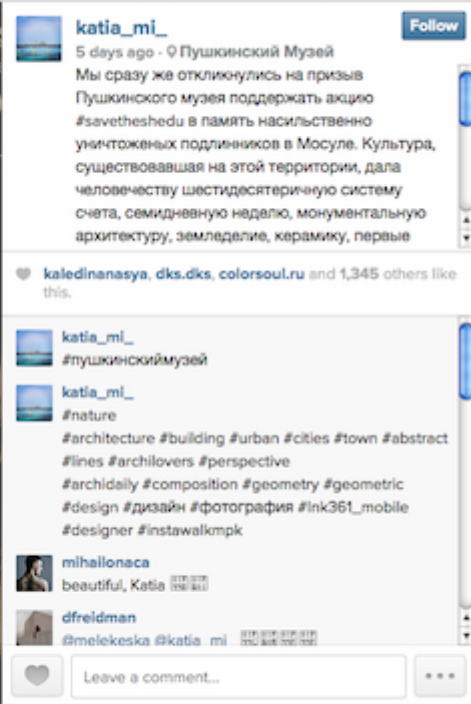 katia_mi_
Follow
5 days ago · Пушкинский Музей
Мы сразу же откликнулись на призыв
Пушкинского музея поддержать акцию
#savetheshedu в память насильственно
уничтоженых подлинников в Мосуле. Культура,
существовавшая на этой территории, дала
человечеству шестидесятеричную систему
счета, семидневную неделю, монументальную
архитектуру, земледелие, керамику, первые
kaledinanasya, dks.dks, colorsoul.ru and 1,345 others like
this.
katia_mi_
#пушкинскиймузей
katia_mi_
#nature
#architecture #building #urban #cities #town #abstract
#lines #archilovers #perspective
#archidaily #composition #geometry #geometric
#design #дизайн #фотография #lnk361_mobile
#designer #instawalkmpk
mihailonaca
beautiful, Katia
dfreidman
@melekeska @katia_mi_
Leave a comment...